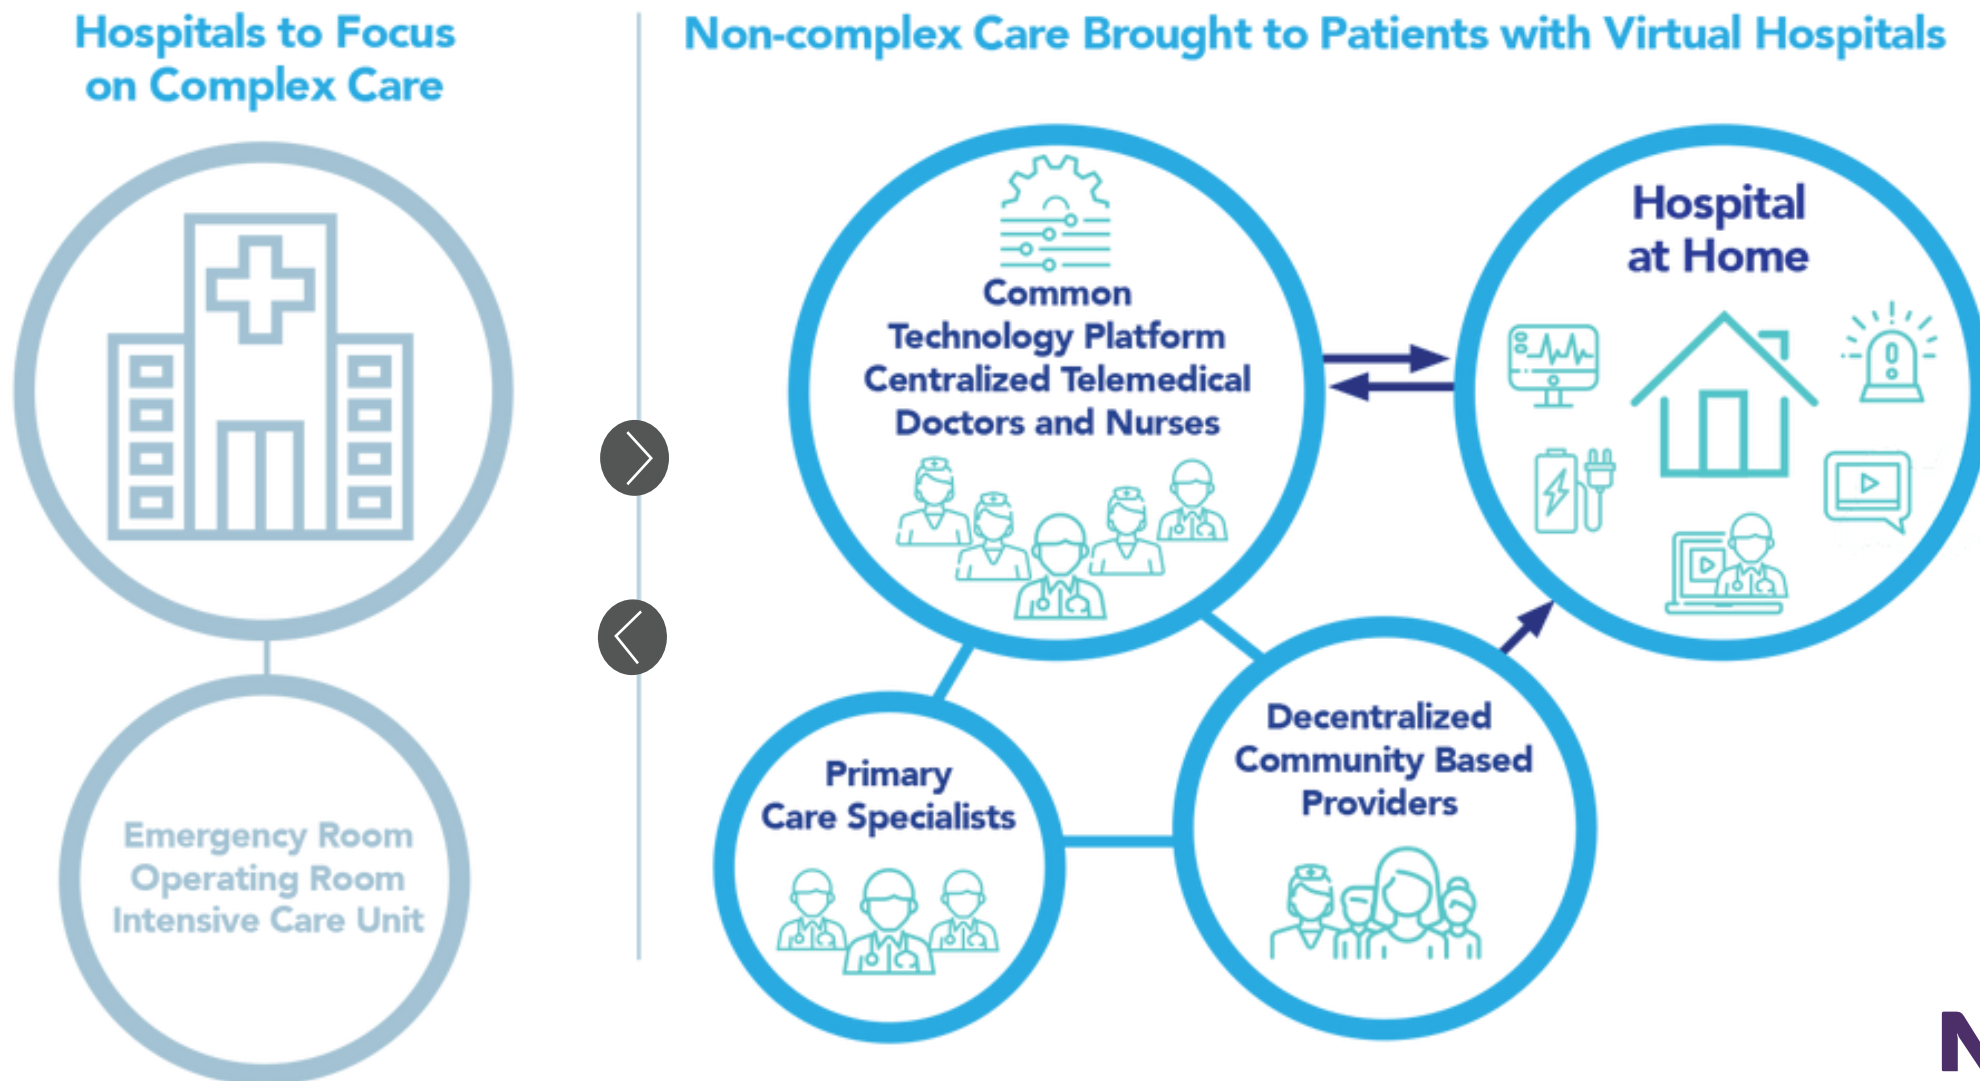 Hospitals to Focus
on Complex Care
Non-complex Care Brought to Patients with Virtual Hospitals
Common
Technology Platform
Centralized Telemedical
Doctors and Nurses
Hospital
at Home
Emergency Room
Operating Room
Intensive Care Unit
Primary
Care Specialists
Decentralized
Community Based
Providers